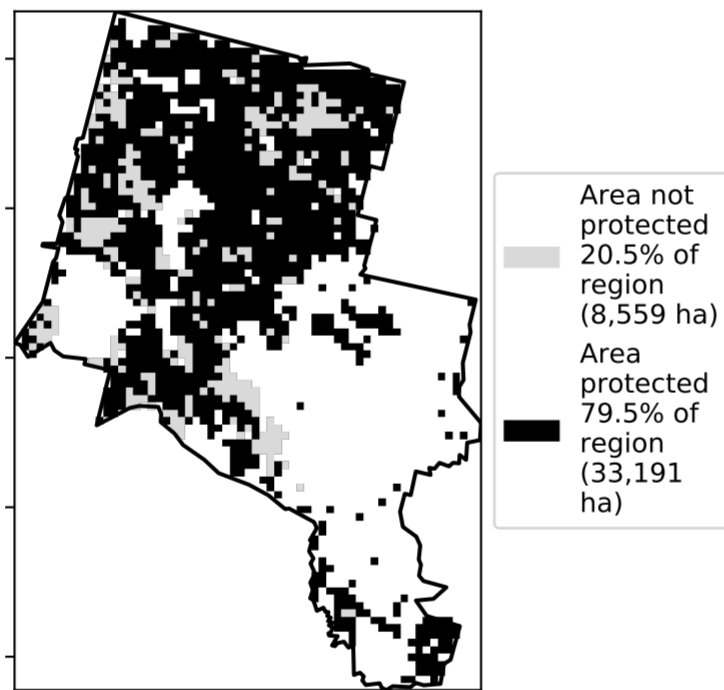 Area not
protected
20.5% of
region
(8,559 ha)
Area
protected
79.5% of
region
(33,191
ha)